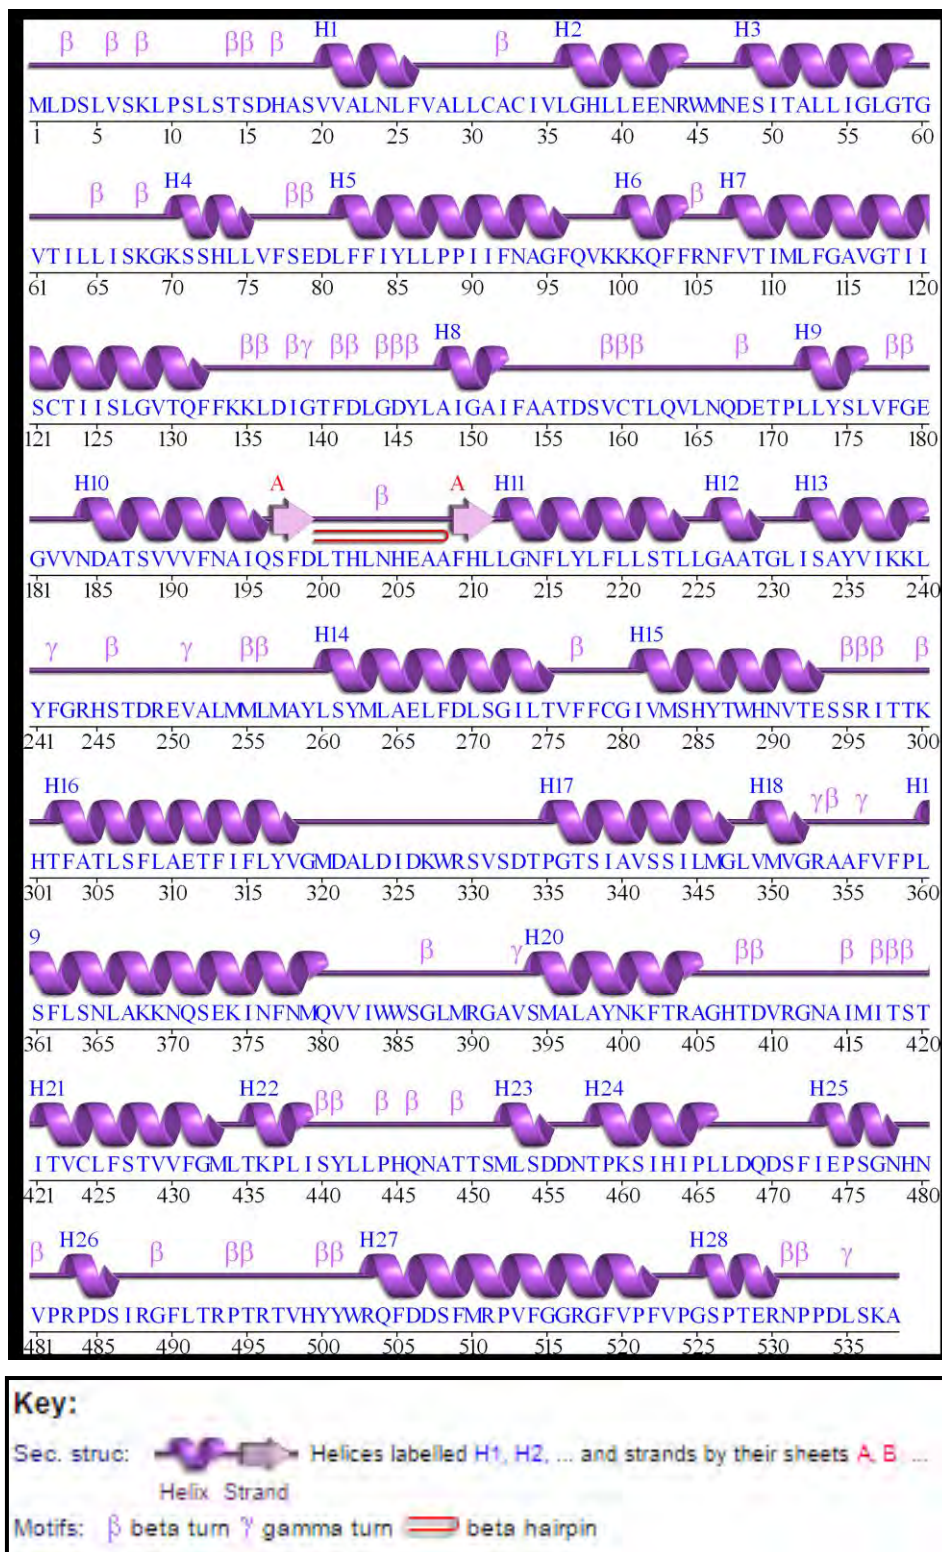 β β β ββ β H1 β H2 H3
MLDSLVSKLPSLSTSDHASVVALNLFVALLCACIVLGHLLEENRWMNESITALLIGLGTG
1 5 10 15 20 25 30 35 40 45 50 55 60
β β H4 ββ H5 H6 β H7
VTILLISKGKSSHLLVFSEDLFFIYLLPPIIFNAGFQVKKKQFFRNFVTIMLFGAVGTII
61 65 70 75 80 85 90 95 100 105 110 115 120
ββ βγ ββ βββ H8 βββ β H9 ββ
SCTIISLGVTQFFKKLDIGTFDLGDYLAIGAIFAATDSVCTLQVLNQDETPLLYSLVFGE
121 125 130 135 140 145 150 155 160 165 170 175 180
H10 A β A H11 H12 H13
GVVNDATSVVVFNAIQSFDLTHLNHEAAFHLLGNFLYLFLLSTLLGAATGLISAYVIKKL
181 185 190 195 200 205 210 215 220 225 230 235 240
γ β γ ββ H14 β H15 βββ β
YFGRHSTDREVALMMLMAYLSYMLAELFDLSGILTVFFCGIVMSHYTWHNVTESSRITTK
241 245 250 255 260 265 270 275 280 285 290 295 300
H16 H17 H18 γβ γ H1
HTFATLSFLAETFIFLYVGMDALDIDKWRSVSDTPGTSIAVSSILMGLVMVGRAAFVFPL
301 305 310 315 320 325 330 335 340 345 350 355 360
9 β γ H20 ββ β βββ
SFLSNLAKKNQSEKINFNMQVVIWWSGLMRGAVSMALAYNKFTRAGHTDVRGNAIMITST
361 365 370 375 380 385 390 395 400 405 410 415 420
H21 H22 ββ β β β H23 H24 H25
ITVCLFSTVVFGMLTKPLISYLLPHQNATTSMLSDDNTPKSIHIPLLDQDSFIEPSGNHN
421 425 430 435 440 445 450 455 460 465 470 475 480
β H26 β ββ ββ H27 H28 ββ γ
VPRPDSIRGFLTRPTRTVHYYWRQFDDSFMRPVFGGRGFVPFVPGSPTERNPPDLSKA
481 485 490 495 500 505 510 515 520 525 530 535
Key:
Sec. struc: Helices labelled H1, H2, ... and strands by their sheets A, B ...
Helix Strand
Motifs: β beta turn γ gamma turn beta hairpin